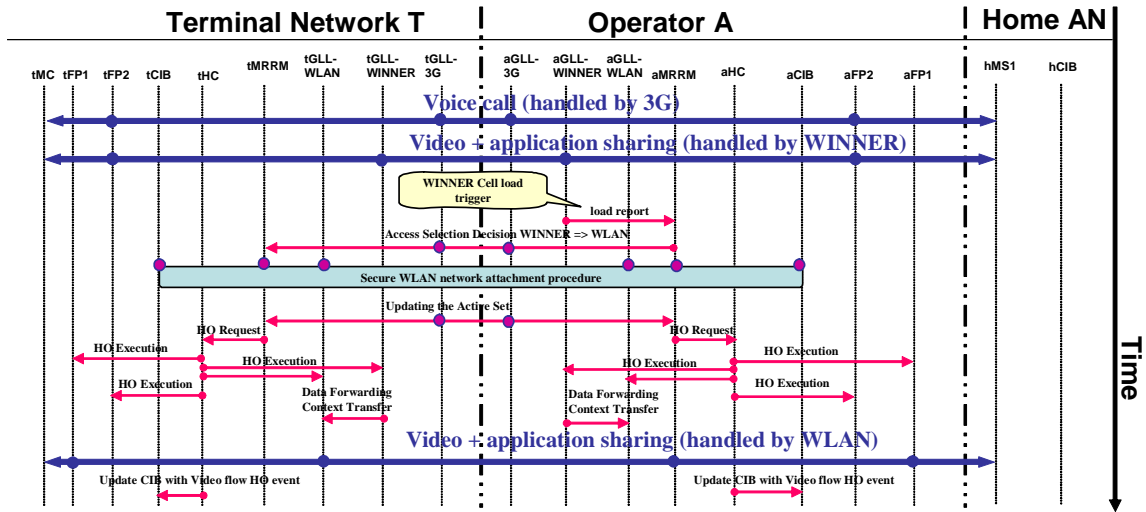 Terminal Network T
Operator A
Home AN
tMC
tFP1
tFP2
tCIB
tHC
tMRRM
tGLL-
WLAN
tGLL-
WINNER
tGLL-
3G
aGLL-
3G
aGLL-
WINNER
aGLL-
WLAN
aMRRM
aHC
aCIB
aFP2
aFP1
hMS1
hCIB
Voice call (handled by 3G)
Video + application sharing (handled by WINNER)
WINNER Cell load
trigger
load report
Access Selection Decision WINNER => WLAN
Secure WLAN network attachment procedure
Updating the Active Set
HO Request
HO Request
HO Execution
HO Execution
HO Execution
HO Execution
HO Execution
HO Execution
Data Forwarding
Context Transfer
Data Forwarding
Context Transfer
Video + application sharing (handled by WLAN)
Update CIB with Video flow HO event
Update CIB with Video flow HO event
Time